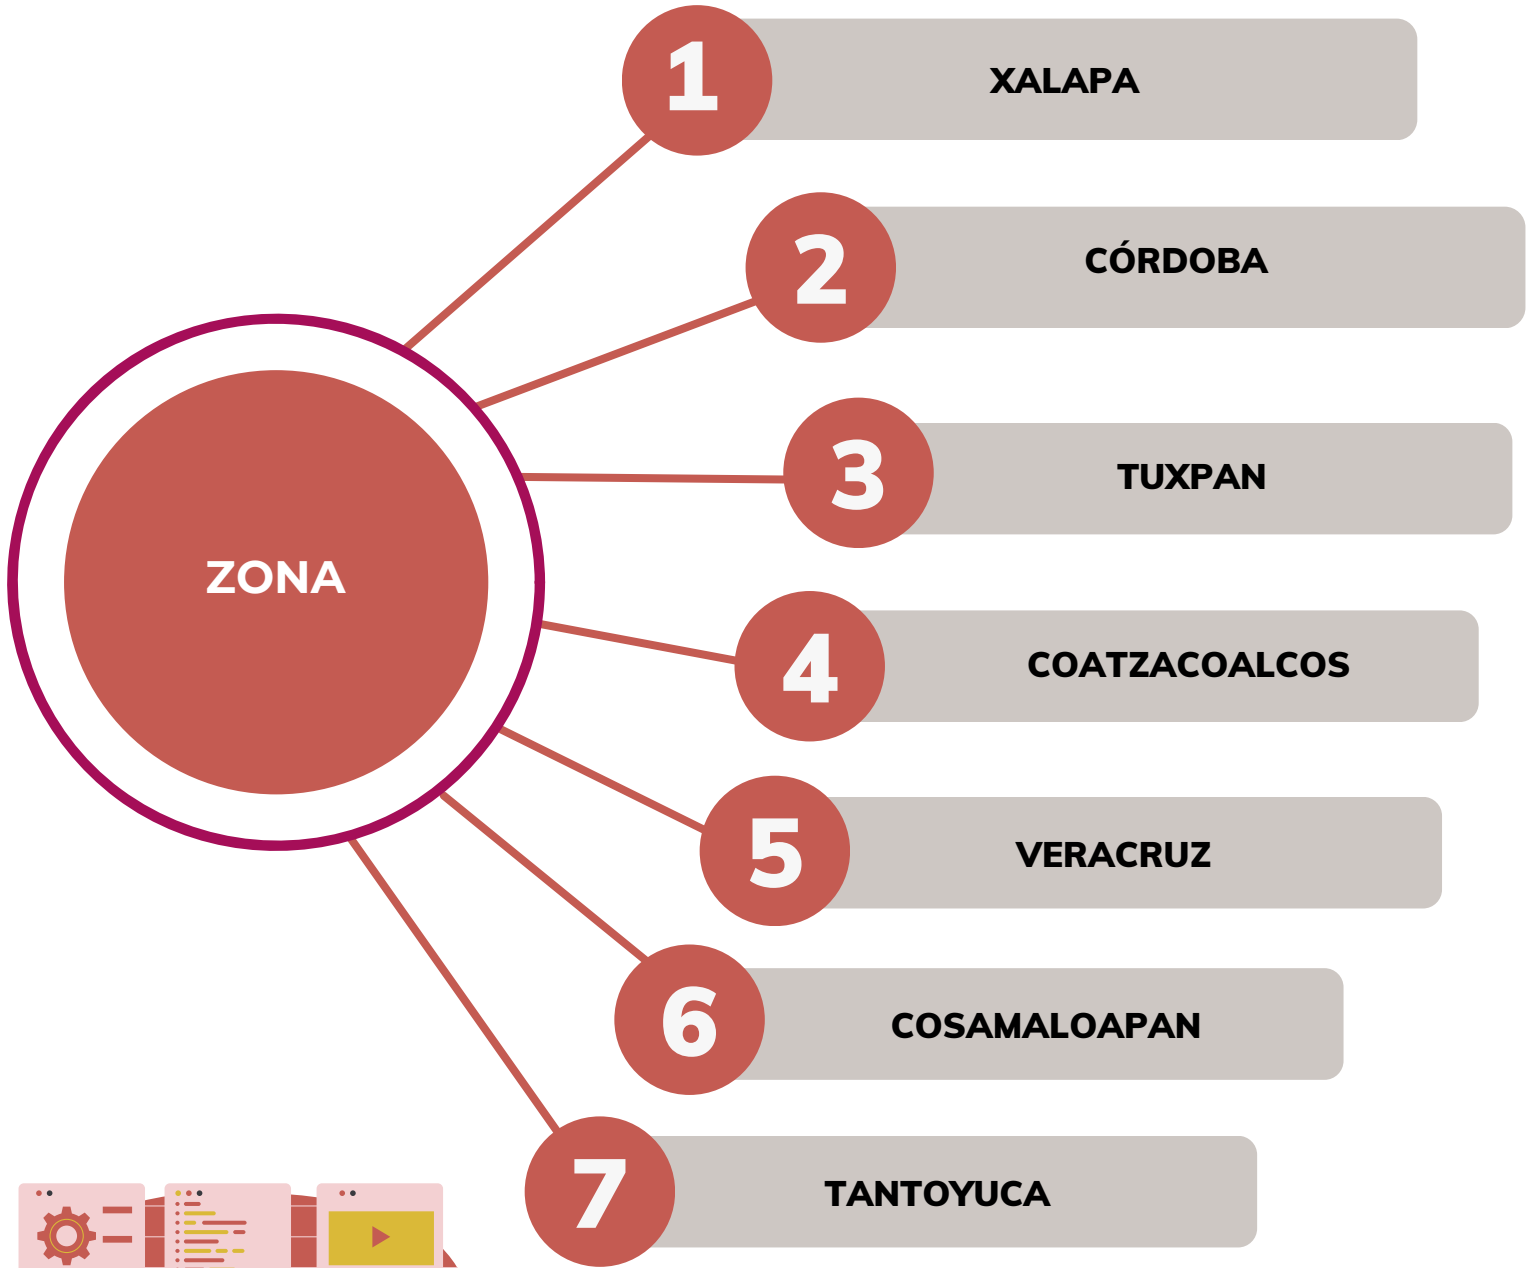 1
XALAPA
2
CÓRDOBA
3
TUXPAN
ZONA
4
COATZACOALCOS
5
VERACRUZ
6
COSAMALOAPAN
7
TANTOYUCA